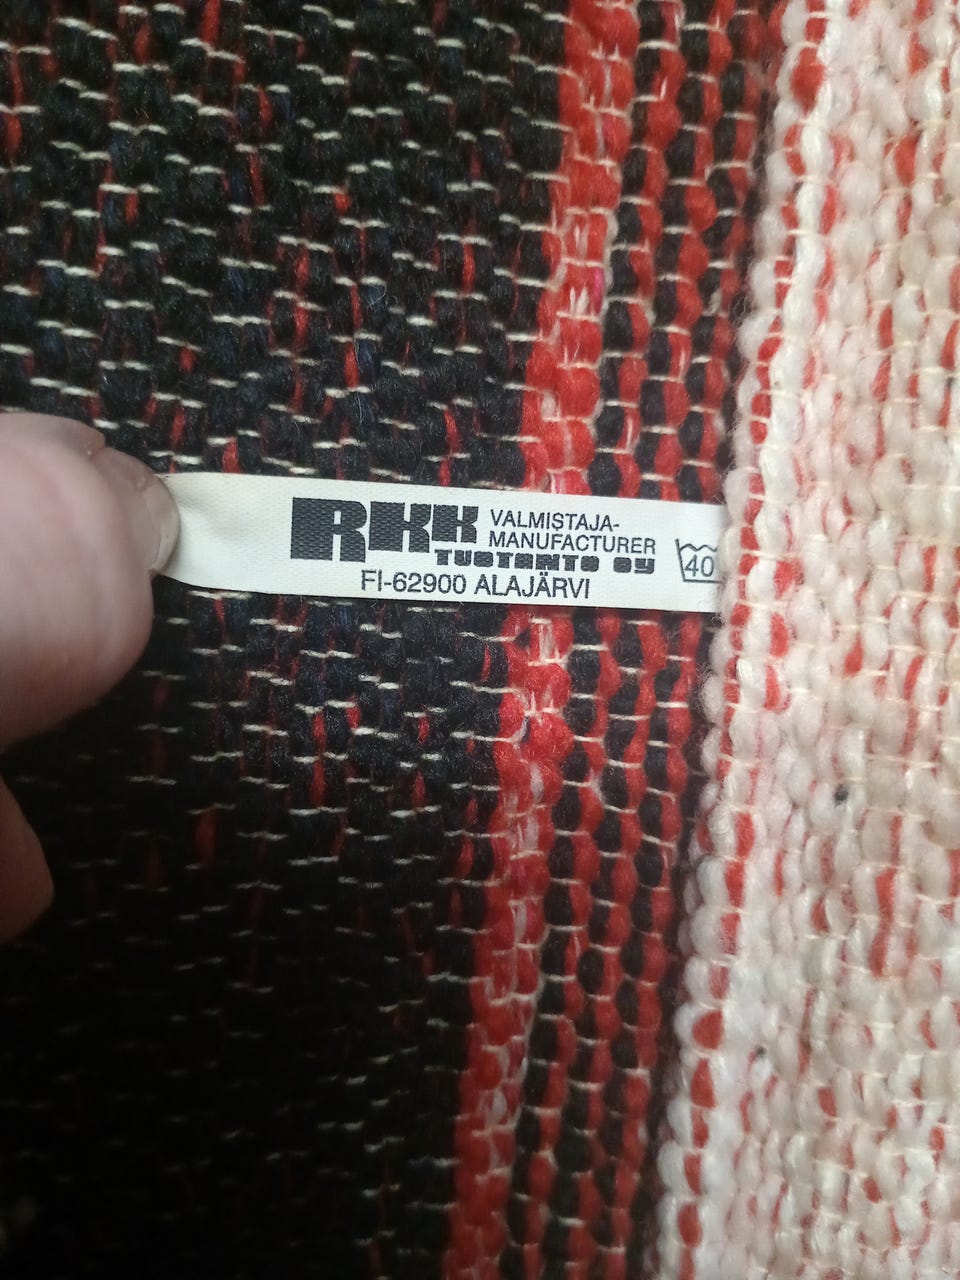 RKK VALMISTAJA-
MANUFACTURER
TUOTANTO OY
FI-62900 ALAJÄRVI
40